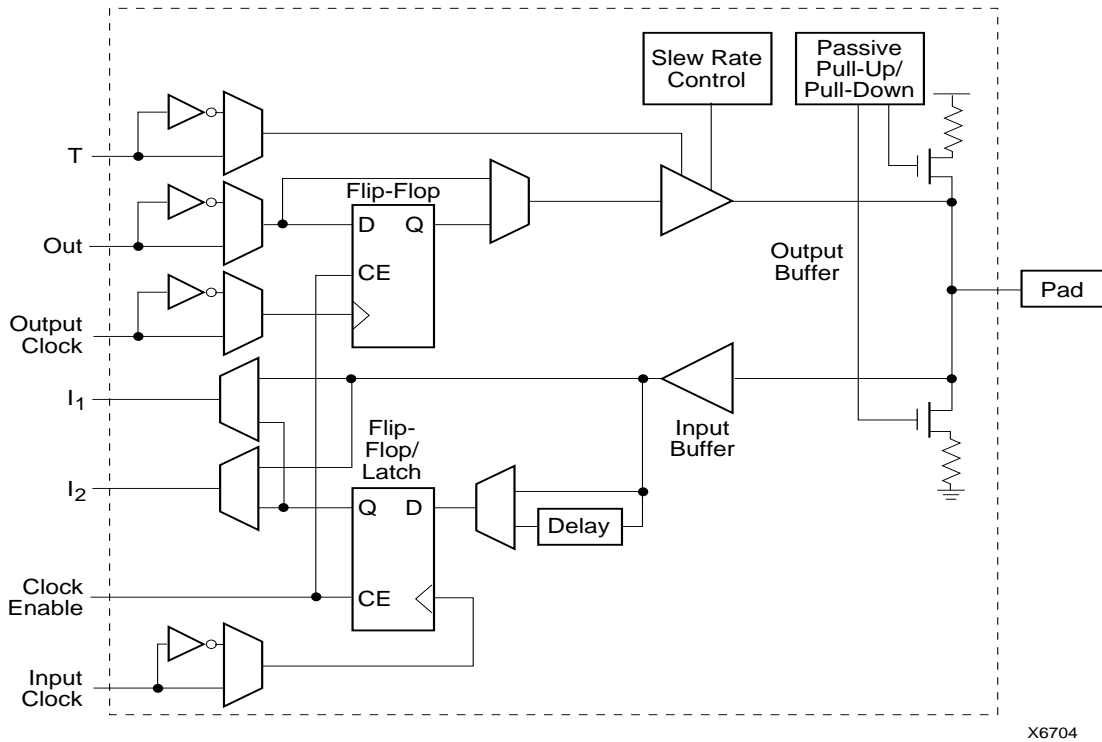 Slew Rate
Control
Passive
Pull-Up/
Pull-Down
T
Flip-Flop
D
Q
Out
CE
Output
Buffer
Pad
Output
Clock
I1
Flip-
Flop/
Latch
Input
Buffer
I2
Q
D
Delay
Clock
Enable
CE
Input
Clock
X6704